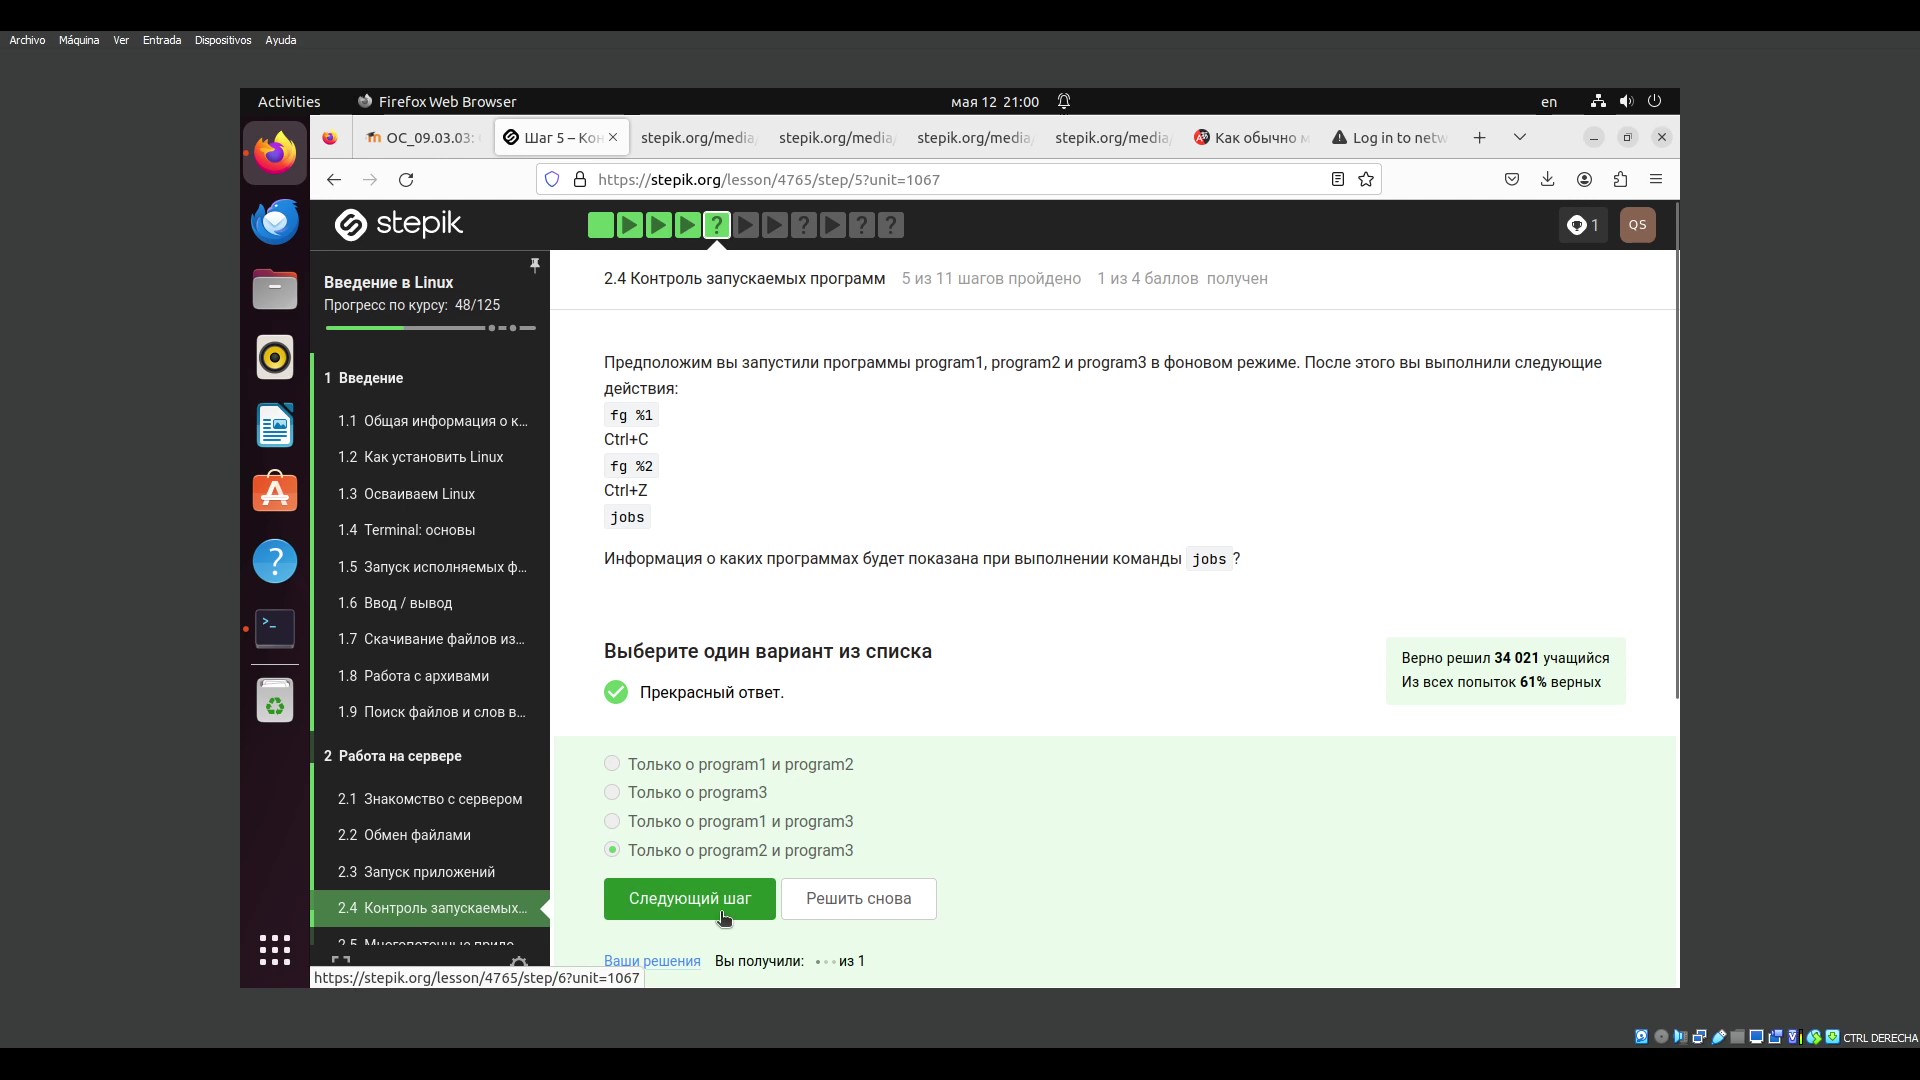 Archivo Máquina Ver Entrada Dispositivos Ayuda
Activities Firefox Web Browser мая 12 21:00 en
ОС_09.03.03: Шаг 5 – Кон stepik.org/media/ stepik.org/media/ stepik.org/media/ stepik.org/media/ Как обычно м Log in to netw
https://stepik.org/lesson/4765/step/5?unit=1067
stepik ? ? ? ? 1 QS
Введение в Linux
Прогресс по курсу: 48/125
2.4 Контроль запускаемых программ 5 из 11 шагов пройдено 1 из 4 баллов получен
1 Введение
1.1 Общая информация о к...
1.2 Как установить Linux
1.3 Осваиваем Linux
1.4 Terminal: основы
1.5 Запуск исполняемых ф...
1.6 Ввод / вывод
1.7 Скачивание файлов из...
1.8 Работа с архивами
1.9 Поиск файлов и слов в...
2 Работа на сервере
2.1 Знакомство с сервером
2.2 Обмен файлами
2.3 Запуск приложений
2.4 Контроль запускаемых...
2.5 Многопоточные прило...
Предположим вы запустили программы program1, program2 и program3 в фоновом режиме. После этого вы выполнили следующие
действия:
fg %1
Ctrl+C
fg %2
Ctrl+Z
jobs
Информация о каких программах будет показана при выполнении команды jobs ?
Выберите один вариант из списка
Прекрасный ответ.
Верно решил 34 021 учащийся
Из всех попыток 61% верных
Только о program1 и program2
Только о program3
Только о program1 и program3
Только о program2 и program3
Следующий шаг Решить снова
Ваши решения Вы получили: из 1
https://stepik.org/lesson/4765/step/6?unit=1067
CTRL DERECHA